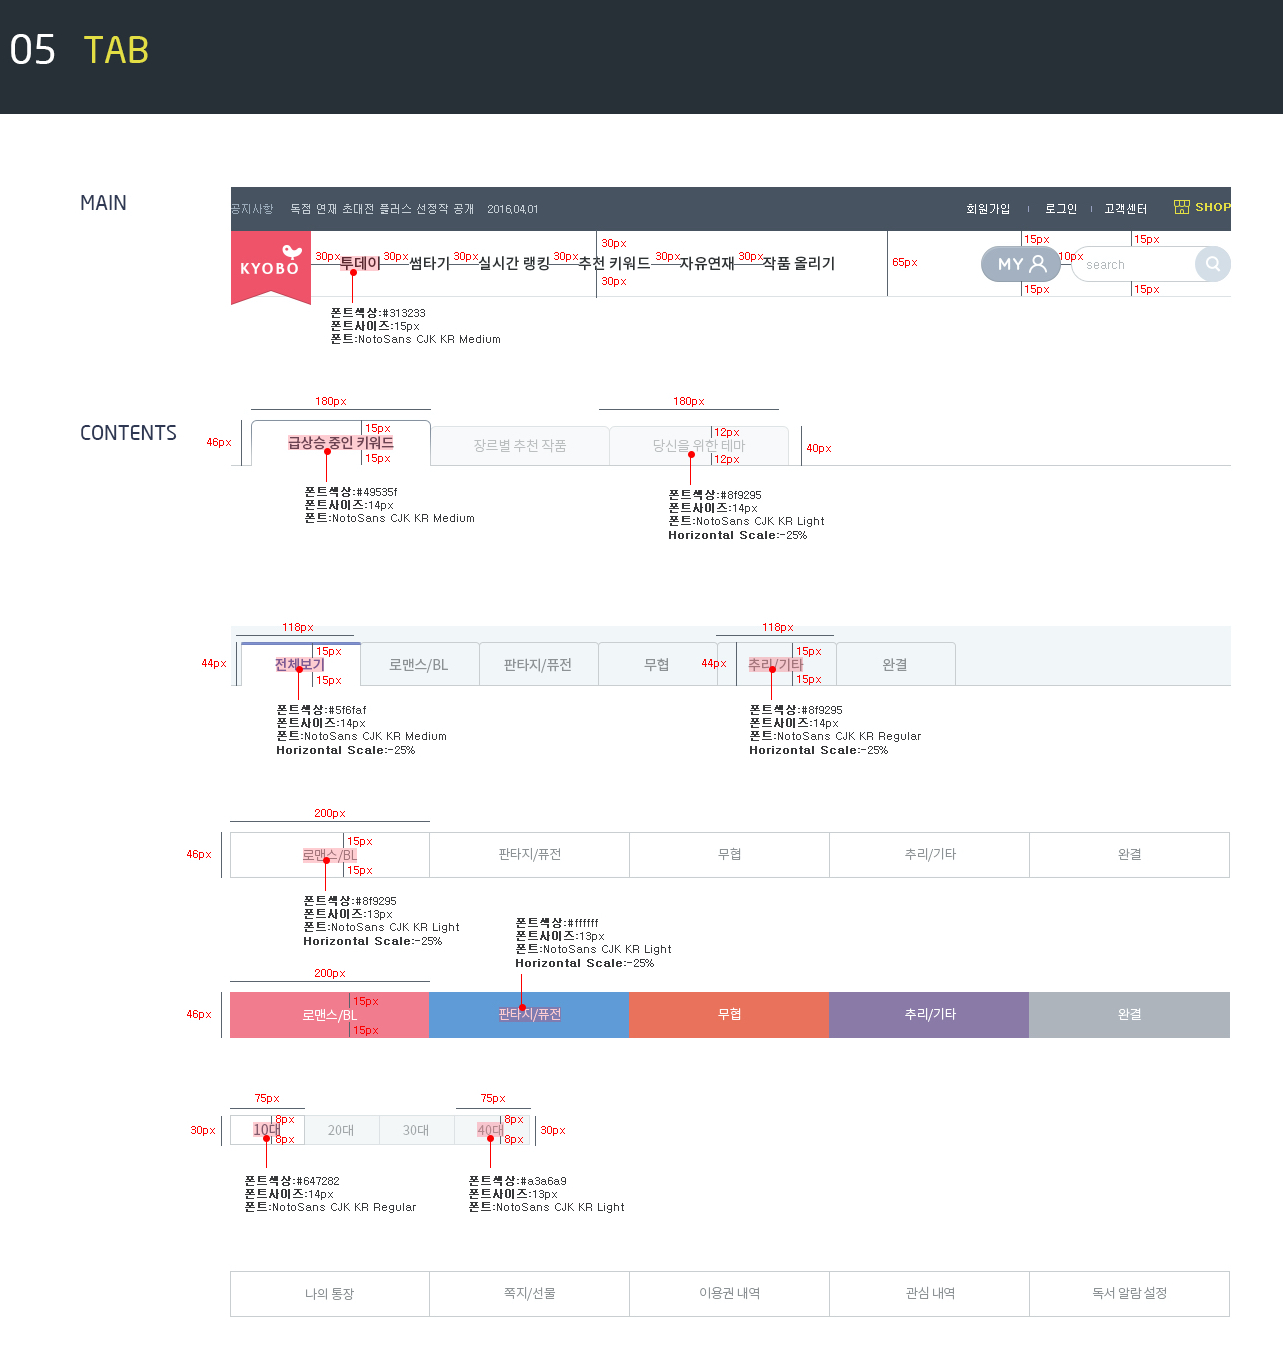 05 TAB
MAIN
공지사항 독점 연재 초대전 플러스 선정작 공개 2016.04.01 회원가입 로그인 고객센터 SHOP
KYOBO 30px 투데이 30px 썸타기 30px 실시간 랭킹 30px 추천 키워드 30px 자유연재 30px 작품 올리기 30px 30px 65px 15px 15px MY 10px search 15px 15px
폰트색상:#313233
폰트사이즈:15px
폰트:NotoSans CJK KR Medium
180px 180px
CONTENTS
46px 급상승 중인 키워드 15px 15px 장르별 추천 작품 당신을 위한 테마 12px 12px 40px
폰트색상:#49535f
폰트사이즈:14px
폰트:NotoSans CJK KR Medium
폰트색상:#8f9295
폰트사이즈:14px
폰트:NotoSans CJK KR Light
Horizontal Scale:-25%
118px 118px
44px 전체보기 15px 15px 로맨스/BL 판타지/퓨전 무협 44px 추리/기타 15px 15px 완결
폰트색상:#5f6faf
폰트사이즈:14px
폰트:NotoSans CJK KR Medium
Horizontal Scale:-25%
폰트색상:#8f9295
폰트사이즈:14px
폰트:NotoSans CJK KR Regular
Horizontal Scale:-25%
200px
46px 로맨스/BL 15px 15px 판타지/퓨전 무협 추리/기타 완결
폰트색상:#8f9295
폰트사이즈:13px
폰트:NotoSans CJK KR Light
Horizontal Scale:-25%
폰트색상:#ffffff
폰트사이즈:13px
폰트:NotoSans CJK KR Light
Horizontal Scale:-25%
200px
46px 로맨스/BL 15px 15px 판타지/퓨전 무협 추리/기타 완결
75px 75px
30px 10대 8px 8px 20대 30대 40대 8px 8px 30px
폰트색상:#647282
폰트사이즈:14px
폰트:NotoSans CJK KR Regular
폰트색상:#a3a6a9
폰트사이즈:13px
폰트:NotoSans CJK KR Light
나의 통장 쪽지/선물 이용권 내역 관심 내역 독서 알람 설정